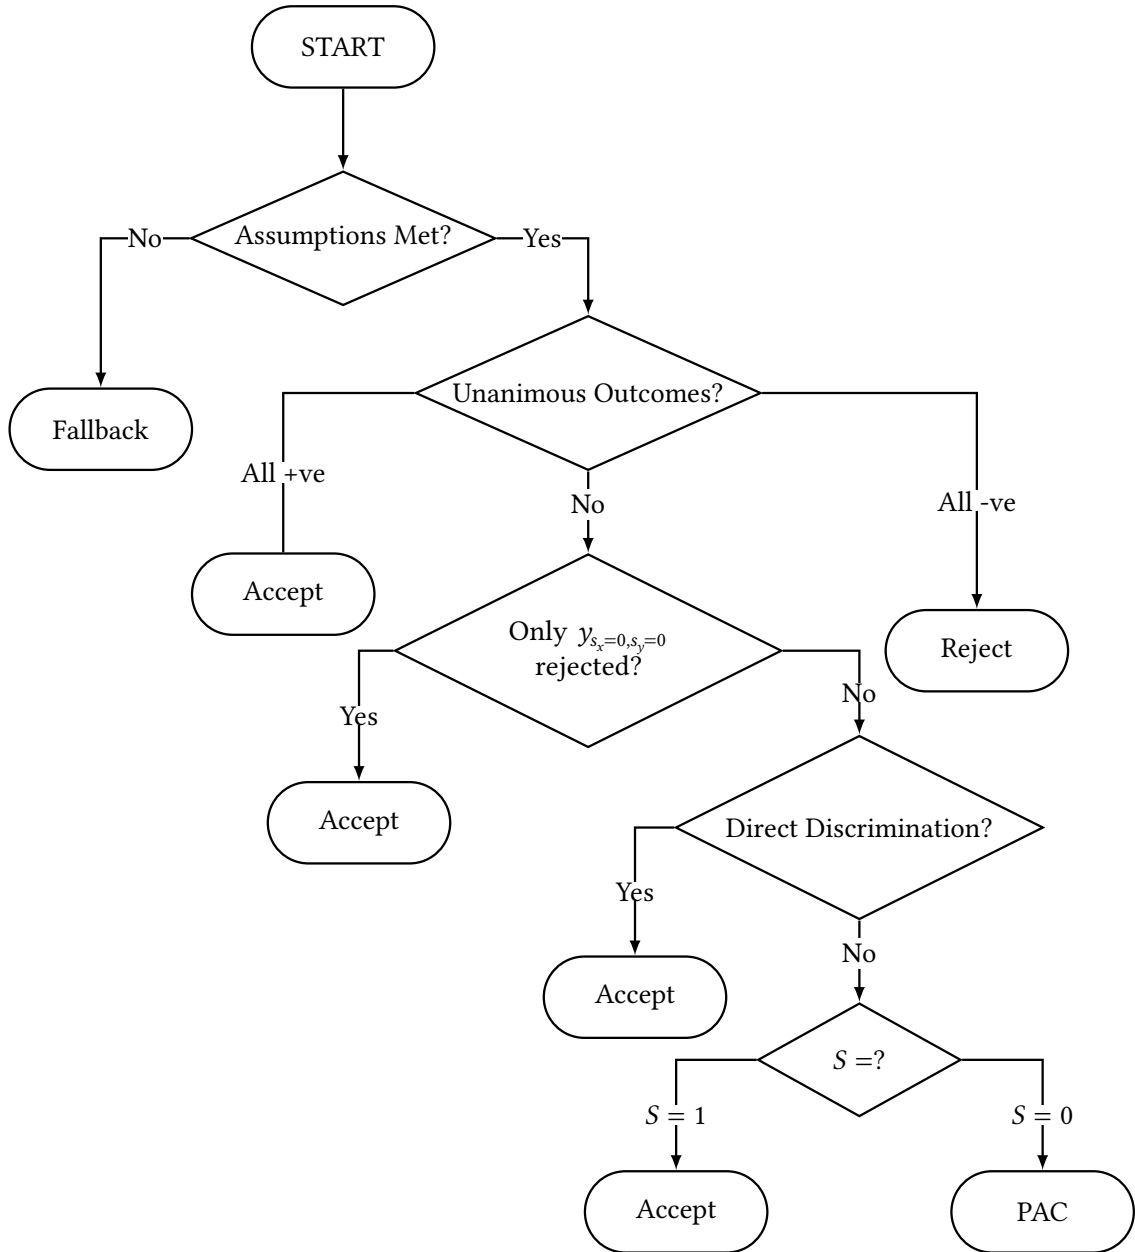 START
Assumptions Met?
No
Yes
Unanimous Outcomes?
Fallback
All +ve
No
All -ve
Accept
Only y_{s_x=0,s_y=0}
rejected?
Reject
Yes
No
Accept
Direct Discrimination?
Yes
No
Accept
S =?
S = 1
S = 0
Accept
PAC